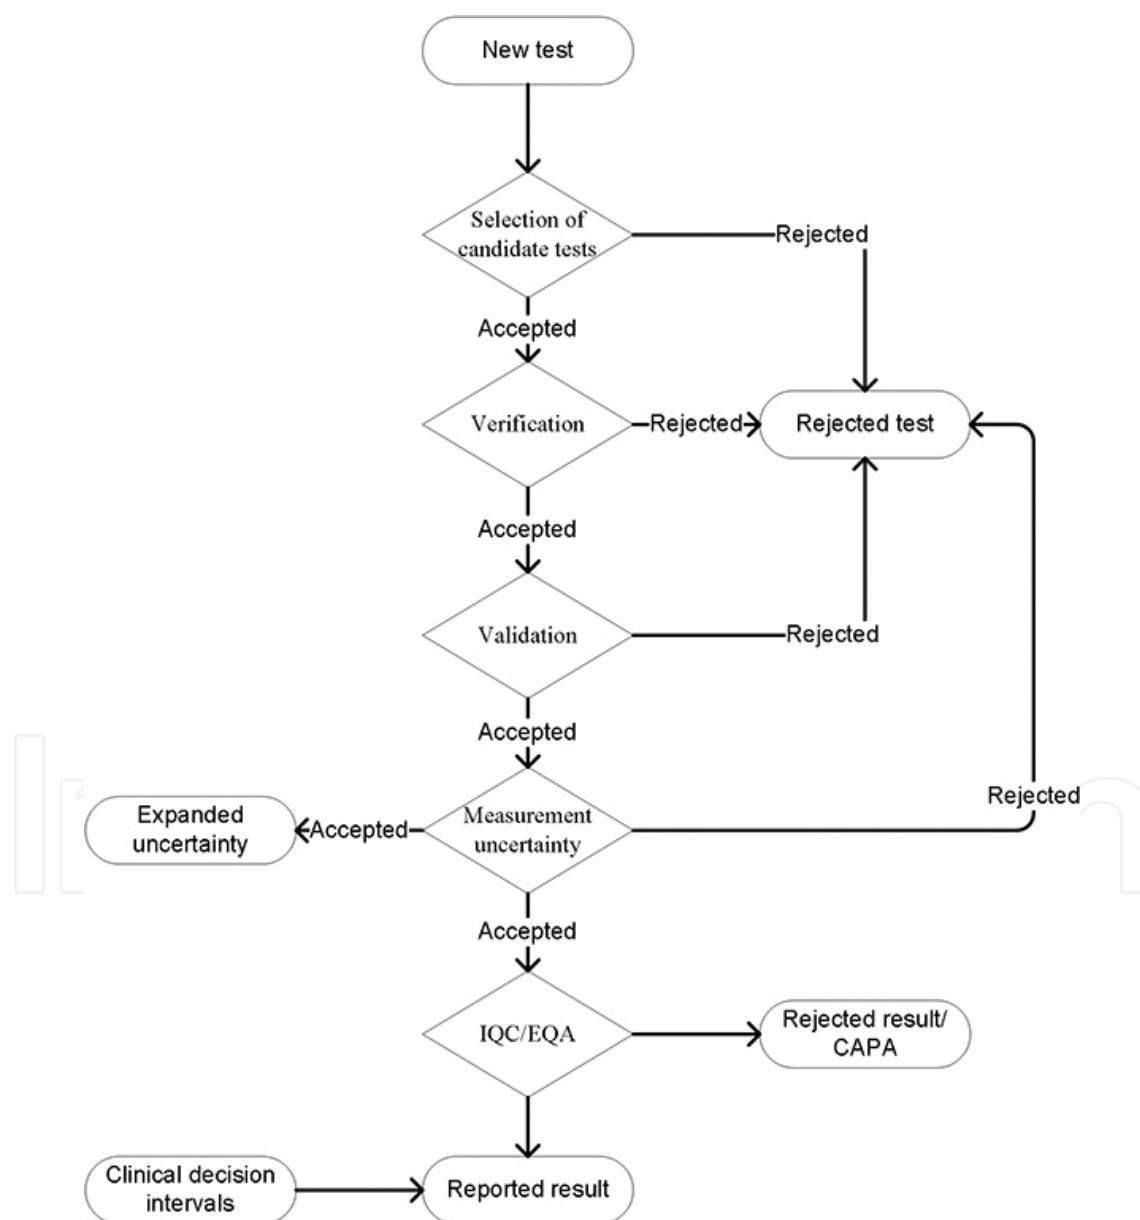 New test
Selection of
candidate tests
Rejected
Accepted
Verification
Rejected
Rejected test
Accepted
Validation
Rejected
Accepted
Rejected
Expanded
uncertainty
Accepted
Measurement
uncertainty
Accepted
IQC/EQA
Rejected result/
CAPA
Clinical decision
intervals
Reported result